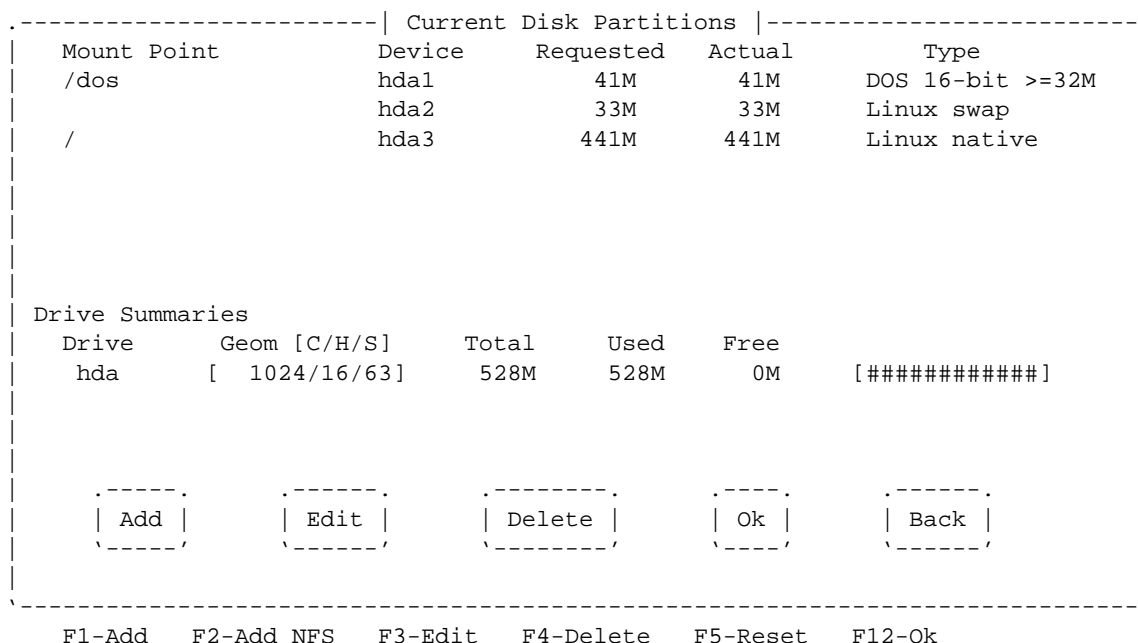 .-------------------------| Current Disk Partitions |--------------------------
|   Mount Point           Device     Requested   Actual         Type
|   /dos                  hda1         41M       41M      DOS 16-bit >=32M
|                         hda2         33M       33M      Linux swap
|   /                     hda3        441M      441M      Linux native
|
|
|
|
|
| Drive Summaries
|   Drive      Geom [C/H/S]     Total     Used     Free
|    hda      [  1024/16/63]     528M     528M       0M     [############]
|
|
|
|     .-----.      .------.      .--------.      .----.      .------.
|     | Add |      | Edit |      | Delete |      | Ok |      | Back |
|     `-----'      `------'      `--------'      `----'      `------'
|
`------------------------------------------------------------------------------
    F1-Add   F2-Add NFS   F3-Edit   F4-Delete   F5-Reset   F12-Ok